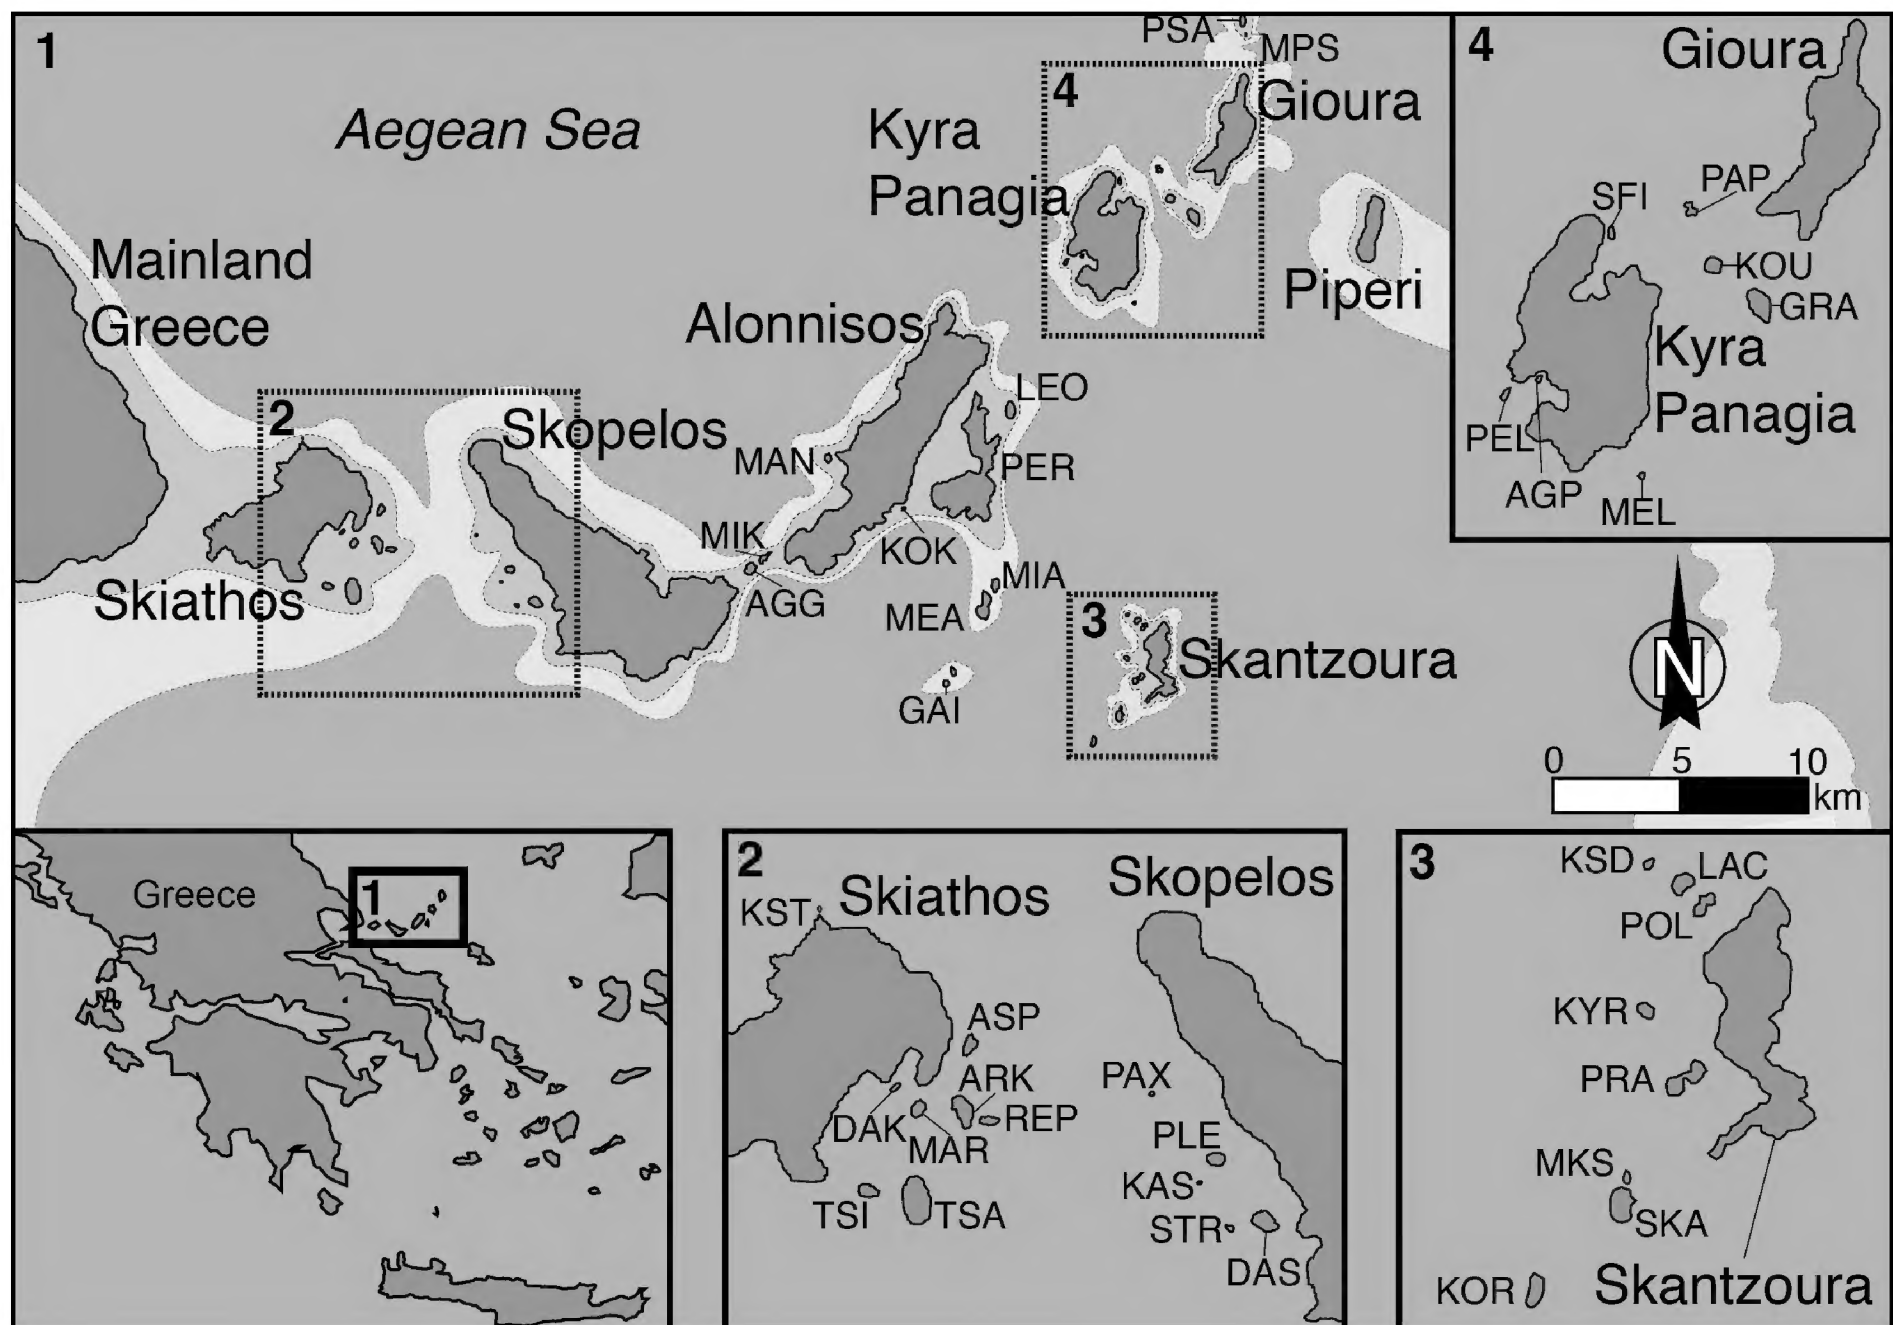 1
Aegean Sea
PSA
MPS
4
Gioura
Kyra
Panagia
Piperi
Mainland
Greece
Alonnisos
2
Skopelos
LEO
MAN
PER
MIK
KOK
Skiathos
AGG
MIA
MEA
3
Skantzoura
GAI
N
0 5 10
km
4
Gioura
PAP
SFI
KOU
GRA
Kyra
Panagia
PEL
AGP
MEL
Greece
1
2
Skiathos
Skopelos
KST
ASP
ARK
PAX
DAK
MAR
REP
PLE
KAS
TSI
TSA
STR
DAS
3
KSD
LAC
POL
KYR
PRA
MKS
SKA
KOR
Skantzoura